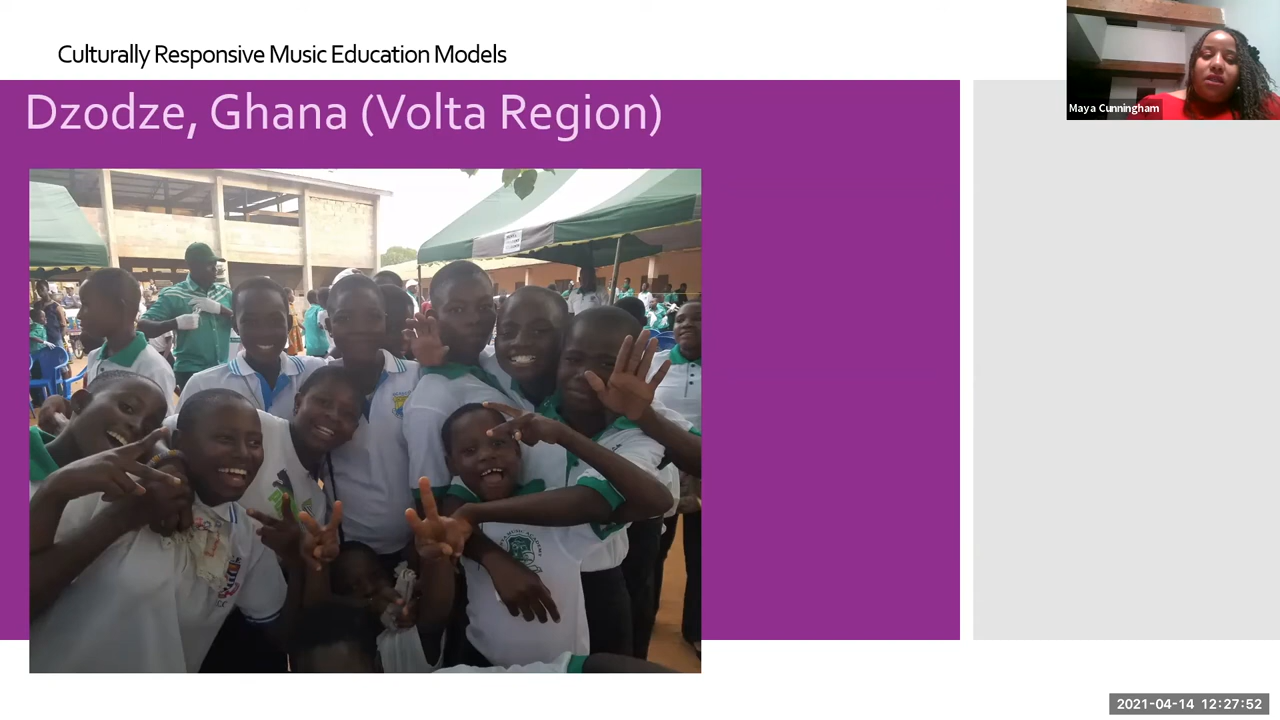 Culturally Responsive Music Education Models
Dzodze, Ghana (Volta Region)
Maya Cunningham
2021-04-14 12:27:52